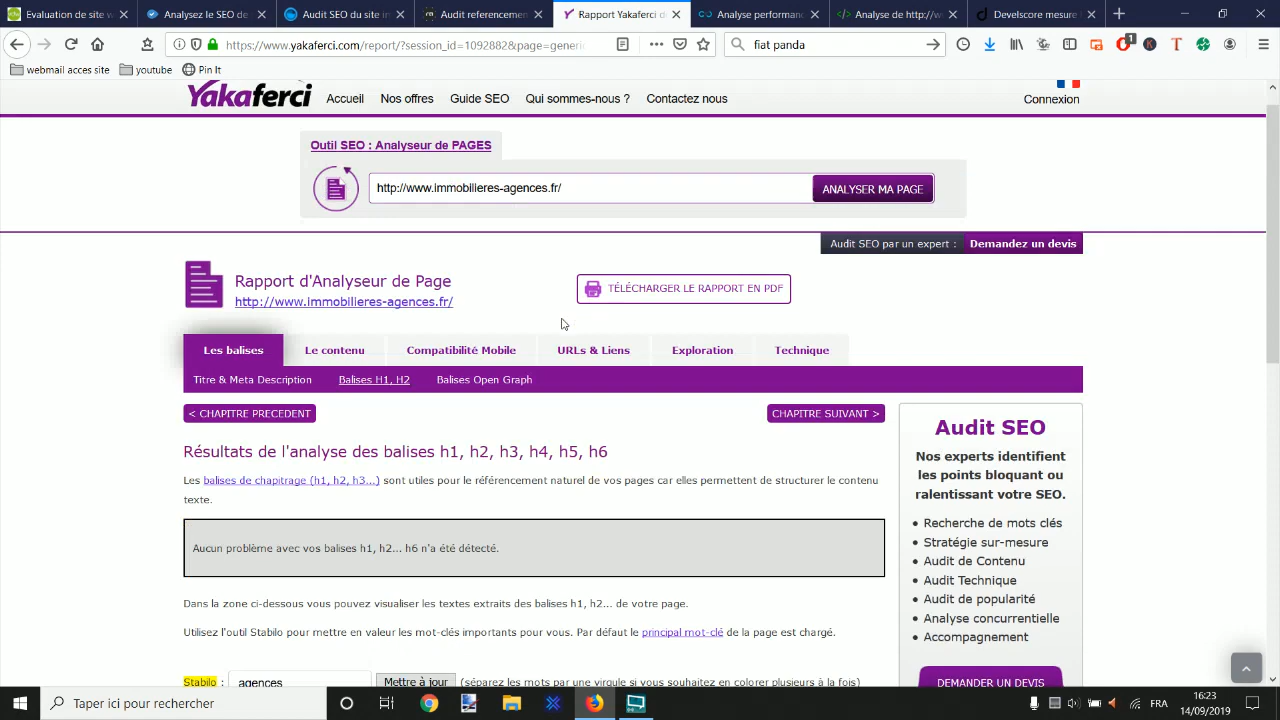 Evaluation de site w
Analysez le SEO de
Audit SEO du site in
Audit referencemen
Rapport Yakaferci d
Analyse performan
Analyse de http://w
Develscore mesure
https://www.yakaferci.com/report/?session_id=1092882&page=generi
fiat panda
1
webmail acces site
youtube
Pin It
Yakaferci
Accueil
Nos offres
Guide SEO
Qui sommes-nous ?
Contactez nous
Connexion
Outil SEO : Analyseur de PAGES
http://www.immobilieres-agences.fr/
ANALYSER MA PAGE
Audit SEO par un expert :
Demandez un devis
Rapport d'Analyseur de Page
http://www.immobilieres-agences.fr/
TÉLÉCHARGER LE RAPPORT EN PDF
Les balises
Le contenu
Compatibilité Mobile
URLs & Liens
Exploration
Technique
Titre & Meta Description
Balises H1, H2
Balises Open Graph
< CHAPITRE PRECEDENT
CHAPITRE SUIVANT >
Résultats de l'analyse des balises h1, h2, h3, h4, h5, h6
Les balises de chapitrage (h1, h2, h3...) sont utiles pour le référencement naturel de vos pages car elles permettent de structurer le contenu
texte.
Aucun problème avec vos balises h1, h2... h6 n'a été détecté.
Dans la zone ci-dessous vous pouvez visualiser les textes extraits des balises h1, h2... de votre page.
Utilisez l'outil Stabilo pour mettre en valeur les mot-clés importants pour vous. Par défaut le principal mot-clé de la page est chargé.
Stabilo :
agences
Mettre à jour
(séparez les mots par une virgule si vous souhaitez en colorer plusieurs à la fois)
Audit SEO
Nos experts identifient
les points bloquant ou
ralentissant votre SEO.
Recherche de mots clés
Stratégie sur-mesure
Audit de Contenu
Audit Technique
Audit de popularité
Analyse concurrentielle
Accompagnement
DEMANDER UN DEVIS
Taper ici pour rechercher
FRA
16:23
14/09/2019